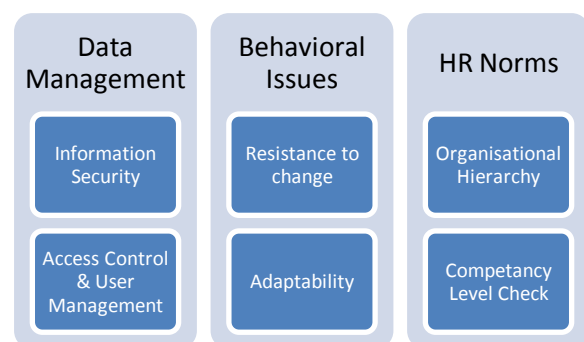 Data
Management
Information
Security
Access Control
& User
Management
Behavioral
Issues
Resistance to
change
Adaptability
HR Norms
Organisational
Hierarchy
Competancy
Level Check